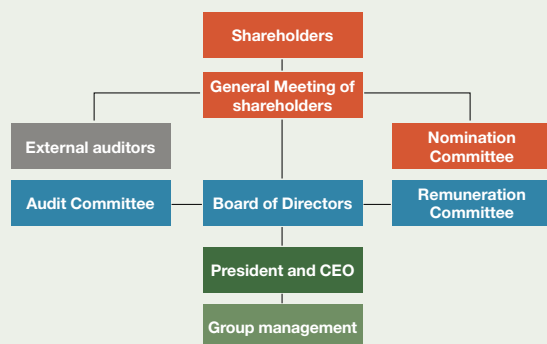 Shareholders
General Meeting of
shareholders
External auditors
Nomination
Committee
Audit Committee
Board of Directors
Remuneration
Committee
President and CEO
Group management